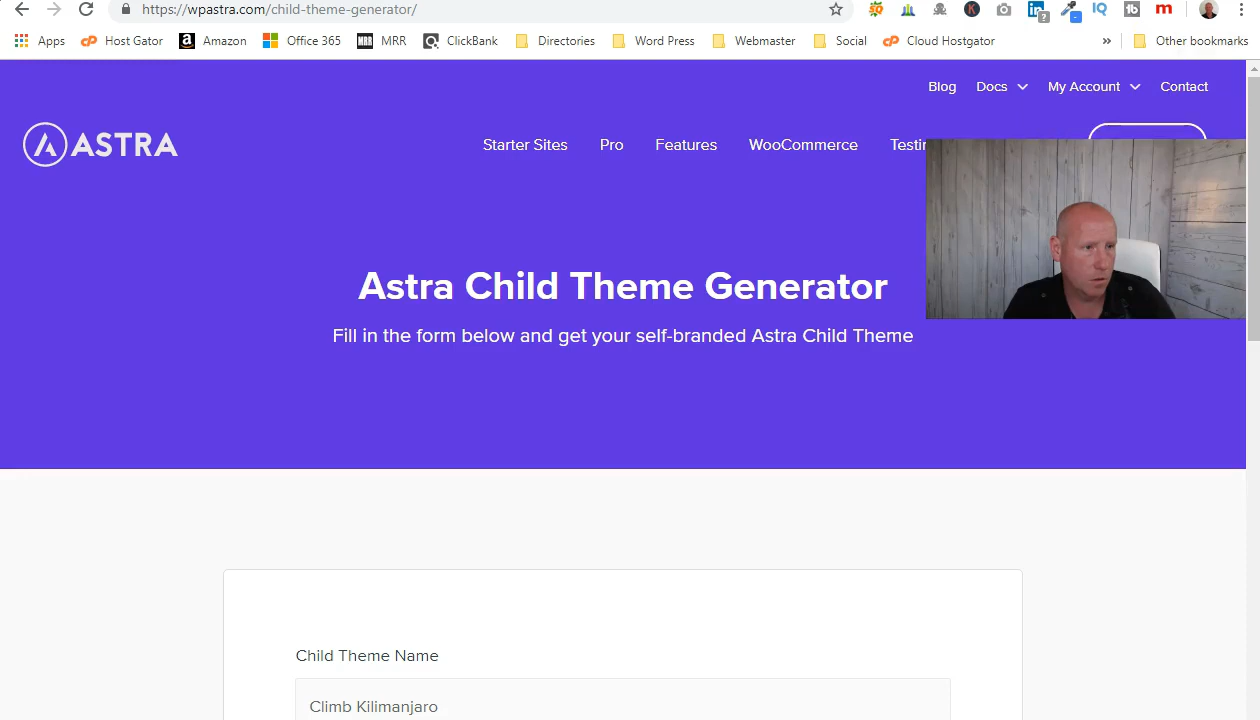 https://wpastra.com/child-theme-generator/
Apps Host Gator Amazon Office 365 MRR ClickBank Directories Word Press Webmaster Social Cloud Hostgator » Other bookmarks
Blog Docs My Account Contact
ASTRA Starter Sites Pro Features WooCommerce
Astra Child Theme Generator
Fill in the form below and get your self-branded Astra Child Theme
Child Theme Name
Climb Kilimanjaro